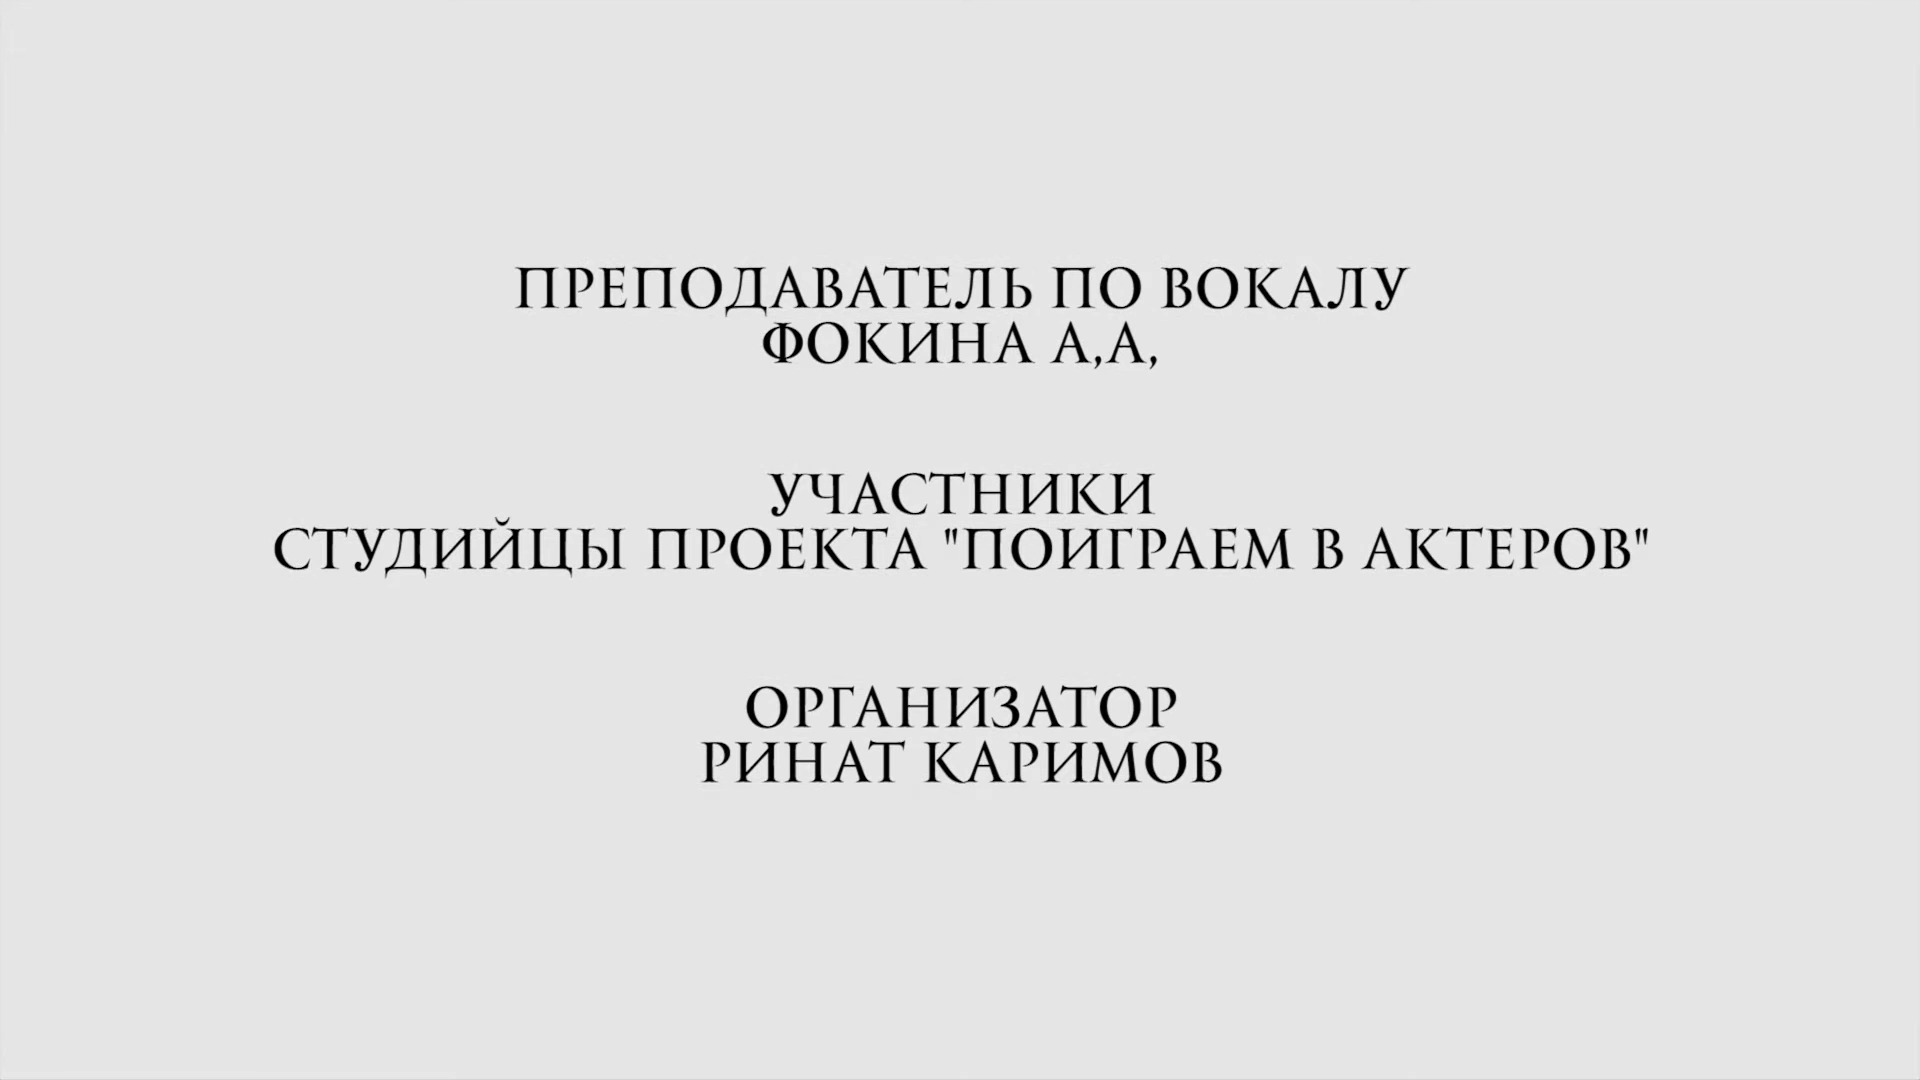 ПРЕПОДАВАТЕЛЬ ПО ВОКАЛУ
ФОКИНА А,А,
УЧАСТНИКИ
СТУДИЙЦЫ ПРОЕКТА "ПОИГРАЕМ В АКТЕРОВ"
ОРГАНИЗАТОР
РИНАТ КАРИМОВ